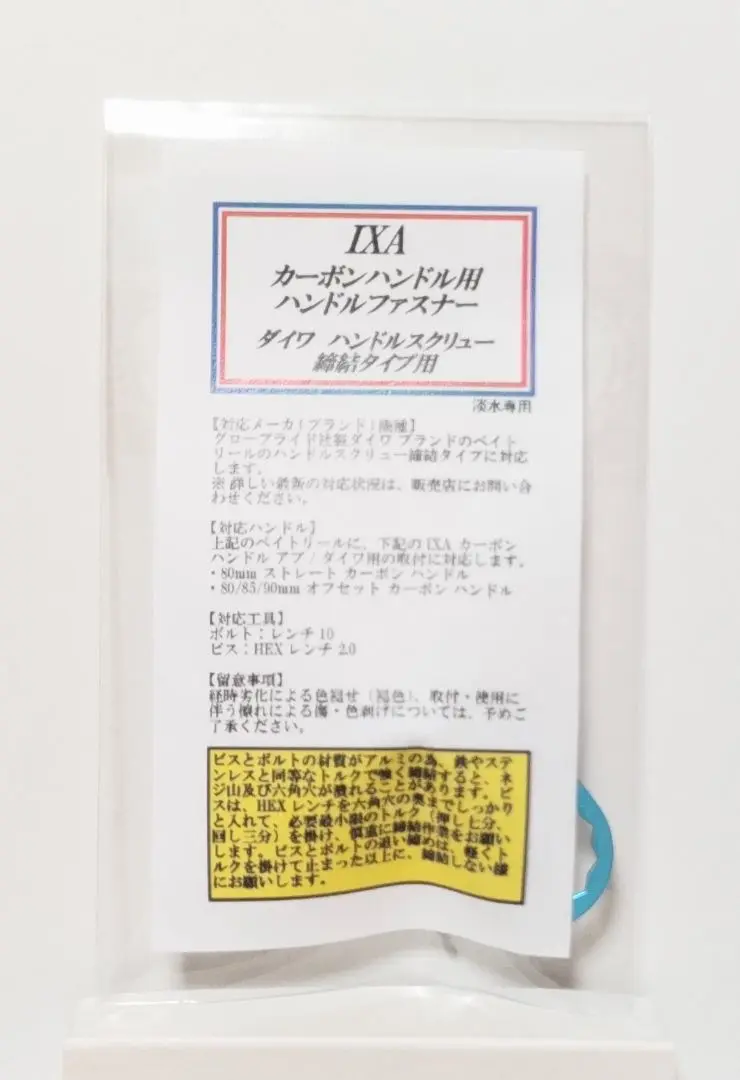 IXA
カーボンハンドル用
ハンドルファスナー
ダイワ ハンドルスクリュー
締結タイプ用
淡水専用
【対応メーカ(ブランド)機種】
グローブライド社製ダイワ ブランドのベイト
リールのハンドルスクリュー締結タイプに対応
します。
※ 詳しい最新の対応状況は、販売店にお問い合
わせください。
【対応ハンドル】
上記のベイトリールに、下記の IXA カーボン
ハンドル アブ / ダイワ用の取付に対応します。
・80mm ストレート カーボン ハンドル
・80/85/90mm オフセット カーボン ハンドル
【対応工具】
ボルト：レンチ 10
ビス：HEX レンチ 2.0
【留意事項】
経時劣化による色褪せ（褐色）、取付・使用に
伴う擦れによる傷・色剥げについては、予めご
了承ください。
ビスとボルトの材質がアルミの為、鉄やステ
ンレスと同等なトルクで強く締結すると、ネ
ジ山及び六角穴が潰れることがあります。ビ
スは、HEX レンチを六角穴の奥までしっかり
と入れて、必要最小限のトルク（押し七分、
回し三分）を掛け、慎重に締結作業をお願い
します。ビスとボルトの追い締めは、軽くト
ルクを掛けて止まった以上に、締結しない様
にお願いします。